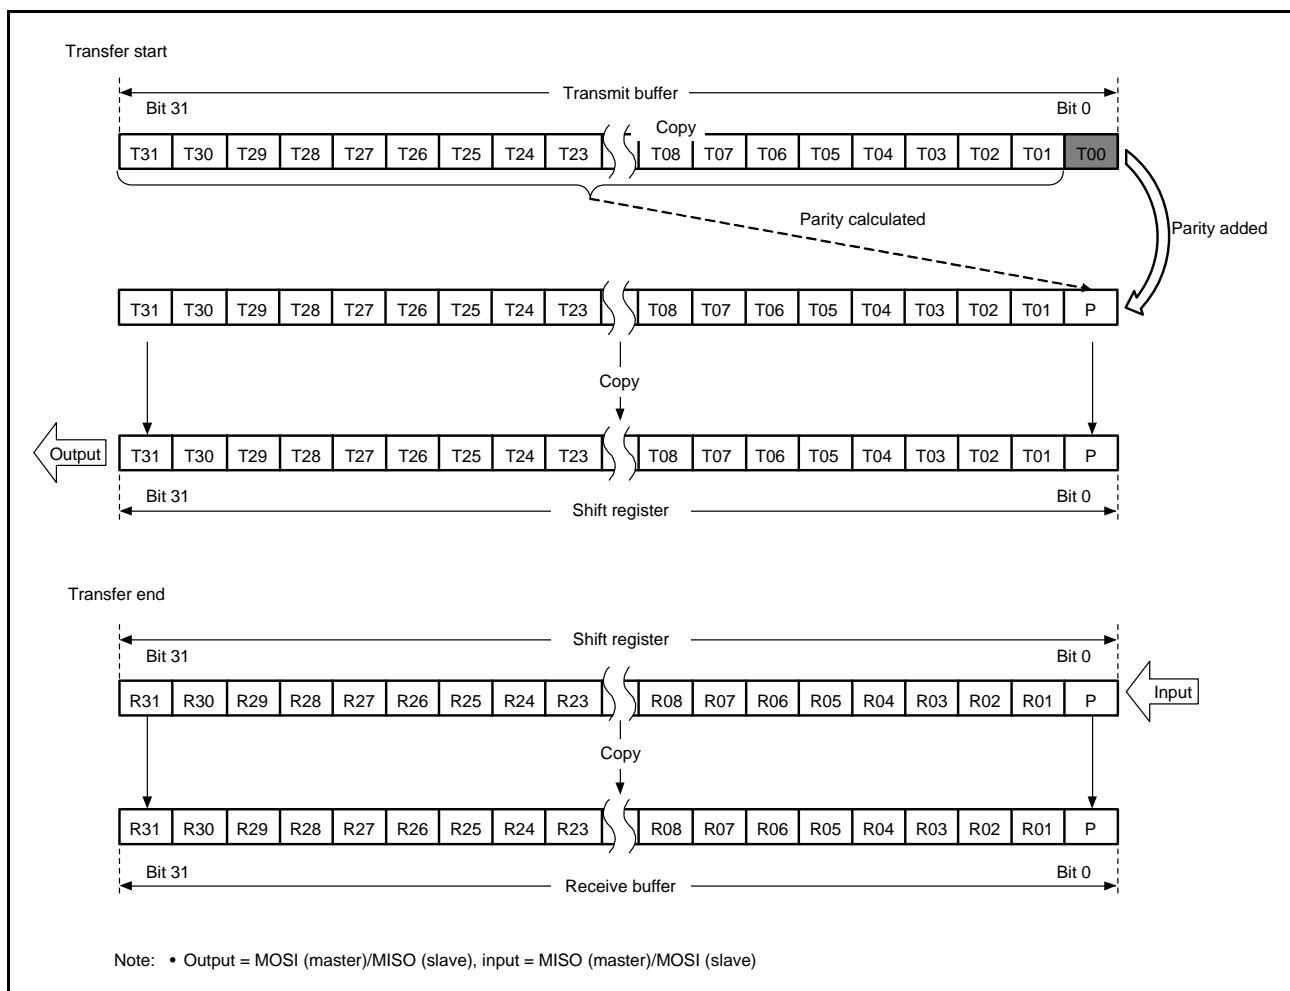 Transfer start
Transmit buffer
Bit 31 Bit 0
Copy
T31 T30 T29 T28 T27 T26 T25 T24 T23 T08 T07 T06 T05 T04 T03 T02 T01 T00
Parity calculated
Parity added
T31 T30 T29 T28 T27 T26 T25 T24 T23 T08 T07 T06 T05 T04 T03 T02 T01 P
Copy
Output
T31 T30 T29 T28 T27 T26 T25 T24 T23 T08 T07 T06 T05 T04 T03 T02 T01 P
Bit 31 Bit 0
Shift register
Transfer end
Shift register
Bit 31 Bit 0
R31 R30 R29 R28 R27 R26 R25 R24 R23 R08 R07 R06 R05 R04 R03 R02 R01 P
Input
Copy
R31 R30 R29 R28 R27 R26 R25 R24 R23 R08 R07 R06 R05 R04 R03 R02 R01 P
Bit 31 Bit 0
Receive buffer
Note: • Output = MOSI (master)/MISO (slave), input = MISO (master)/MOSI (slave)